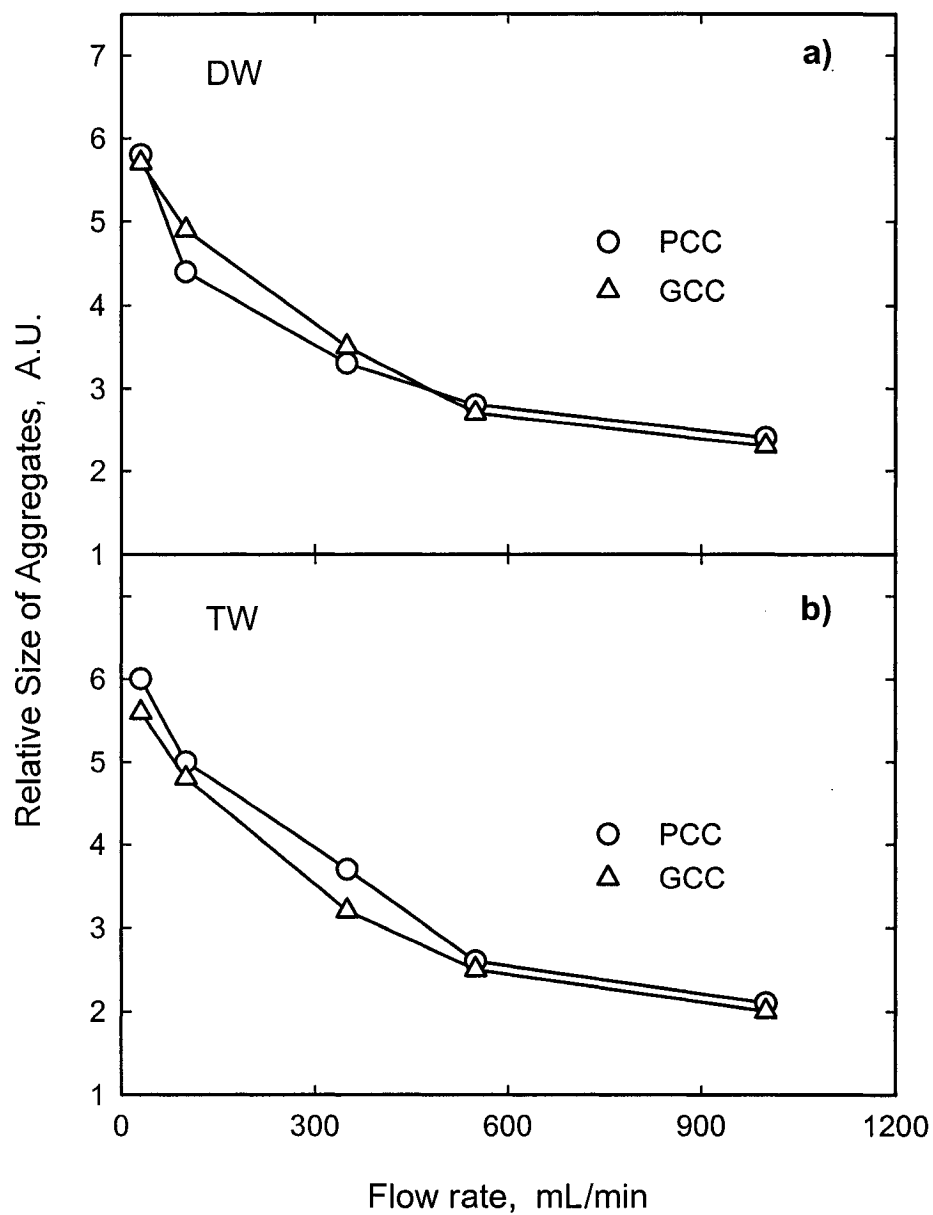 7
6
5
4
3
2
1
DW
a)
PCC
GCC
Relative Size of Aggregates, A.U.
TW
b)
6
5
4
3
2
1
PCC
GCC
0 300 600 900 1200
Flow rate, mL/min